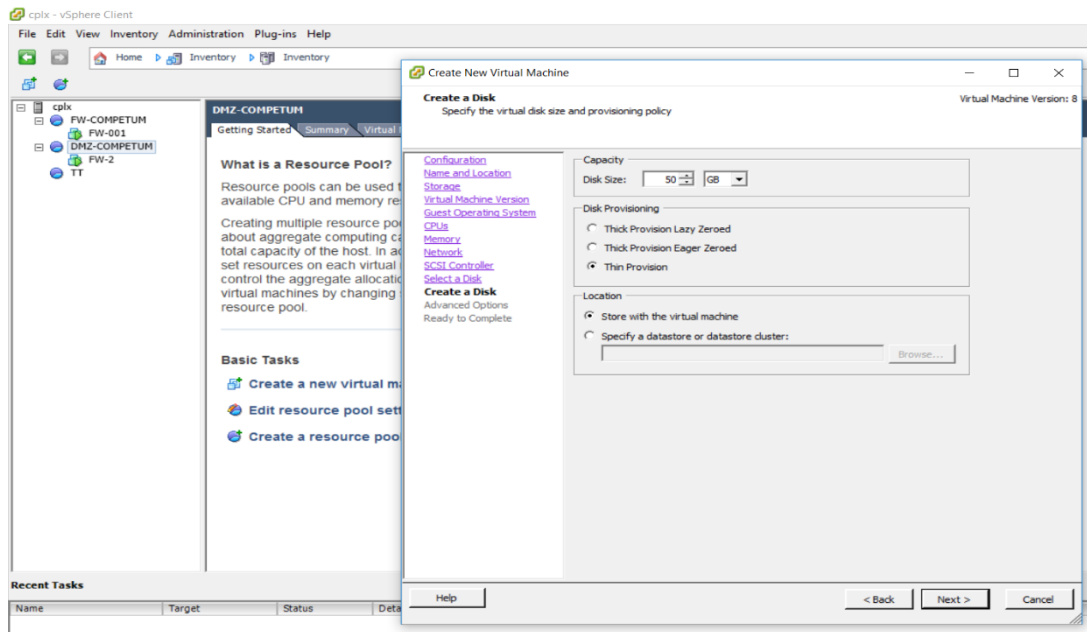 cplx - vSphere Client
File Edit View Inventory Administration Plug-ins Help
Home Inventory Inventory
cplx
FW-COMPETUM
FW-001
DMZ-COMPETUM
FW-2
TT
DMZ-COMPETUM
Getting Started Summary Virtual
What is a Resource Pool?
Resource pools can be used t
available CPU and memory re
Creating multiple resource poo
about aggregate computing ca
total capacity of the host. In ad
set resources on each virtual
control the aggregate allocatio
virtual machines by changing
resource pool.
Basic Tasks
Create a new virtual ma
Edit resource pool sett
Create a resource poo
Recent Tasks
Name Target Status Deta
Create New Virtual Machine
Create a Disk
Specify the virtual disk size and provisioning policy
Virtual Machine Version: 8
Configuration
Name and Location
Storage
Virtual Machine Version
Guest Operating System
CPUs
Memory
Network
SCSI Controller
Select a Disk
Create a Disk
Advanced Options
Ready to Complete
Capacity
Disk Size: 50 GB
Disk Provisioning
Thick Provision Lazy Zeroed
Thick Provision Eager Zeroed
Thin Provision
Location
Store with the virtual machine
Specify a datastore or datastore cluster:
Browse...
Help < Back Next > Cancel